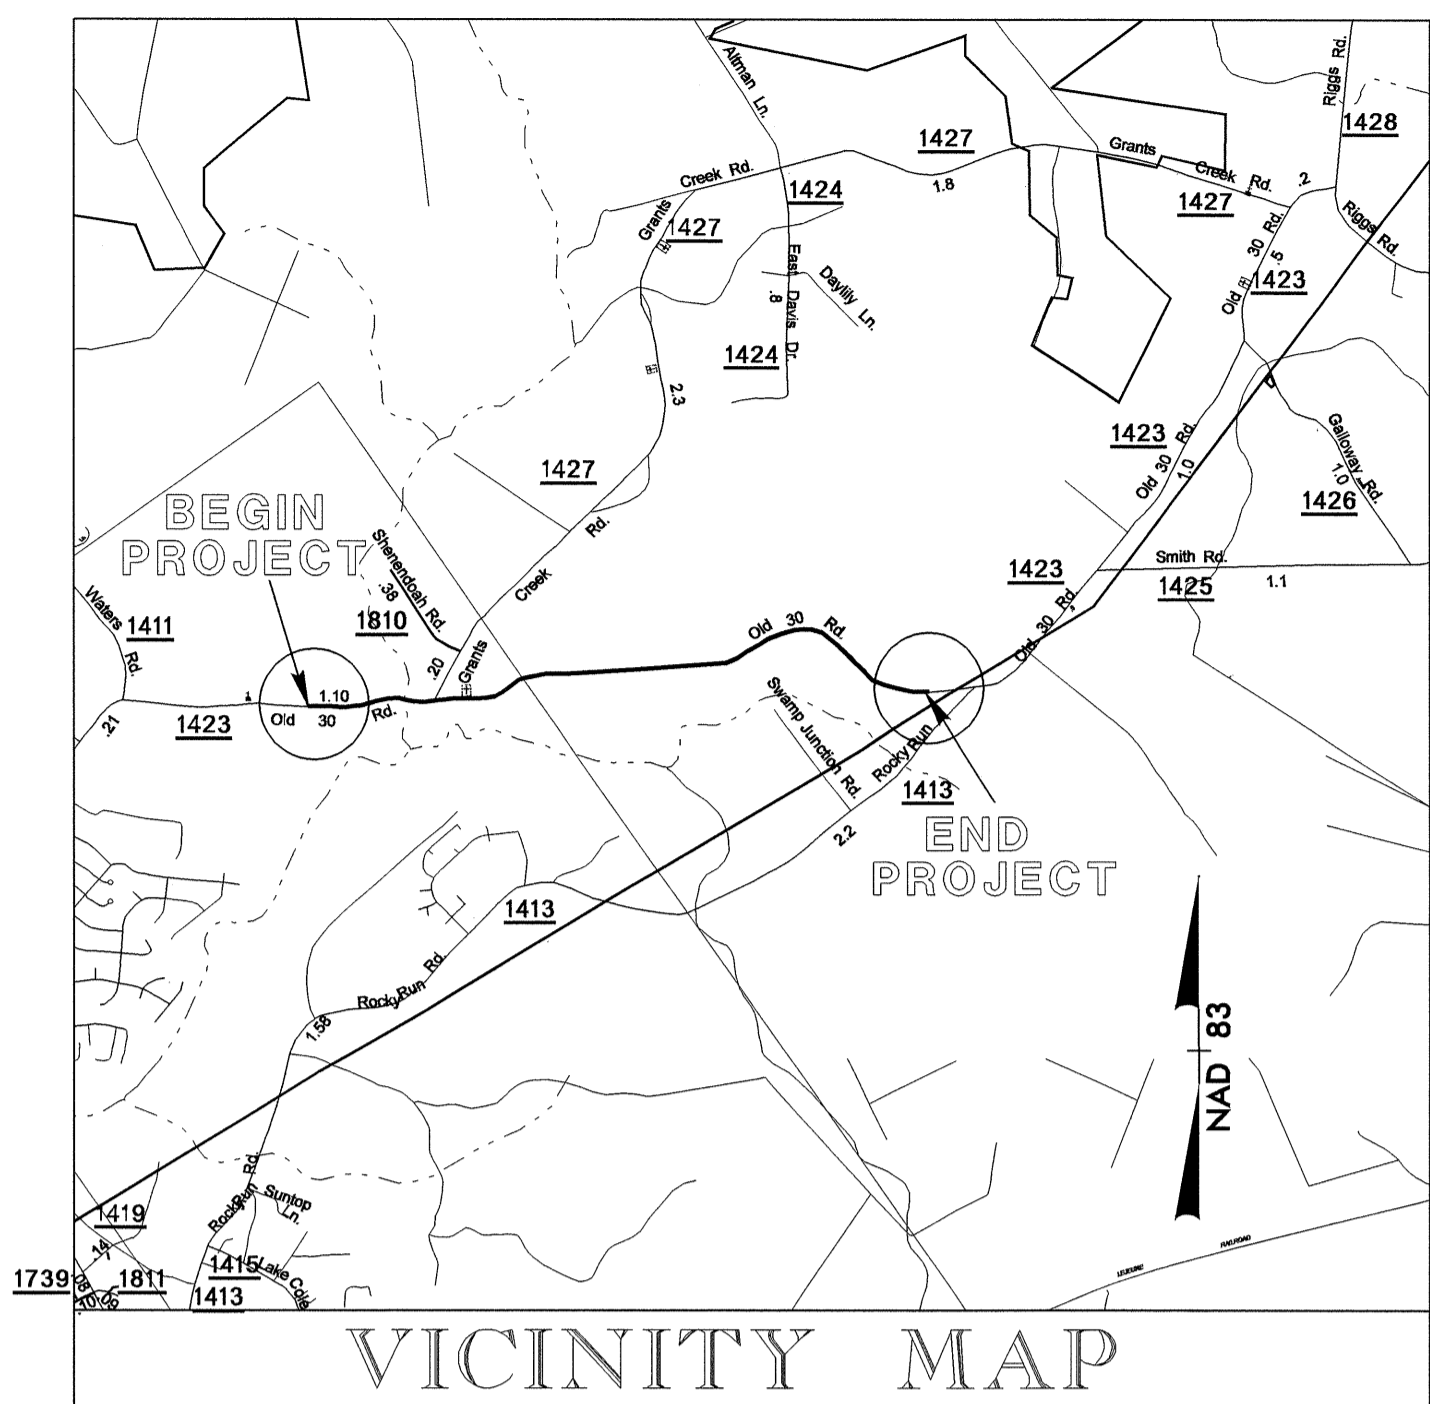 Altman Ln.
Riggs Rd.
1428
1427
Grants
Creek Rd.
1424
1.8
Creek Rd.
1427
.2
Riggs Rd.
Grants
1427
30 Rd.
.5
Old
1423
East Davis Dr.
.8
Daylily Ln.
1424
2.3
1423
Old 30 Rd.
1.0
Galloway Rd.
1.0
1426
1427
Rd.
Creek
BEGIN
PROJECT
Shenendoah Rd.
.38
1810
Waters
Rd.
1411
1423
Smith Rd.
1425
1.1
Old 30 Rd.
Old 30 Rd.
.20
Grants
1.10
Old 30 Rd.
.21
1423
Swamp Junction Rd.
Rocky Run
1413
2.2
END
PROJECT
1413
Rd.
Rocky Run
1.58
NAD 83
Rd.
Rocky Run
Suntop
Ln.
1419
.14
1415
Lake Cole
1739
.08
1811
.10
.09
1413
LEJEUNE
RAILROAD
VICINITY MAP